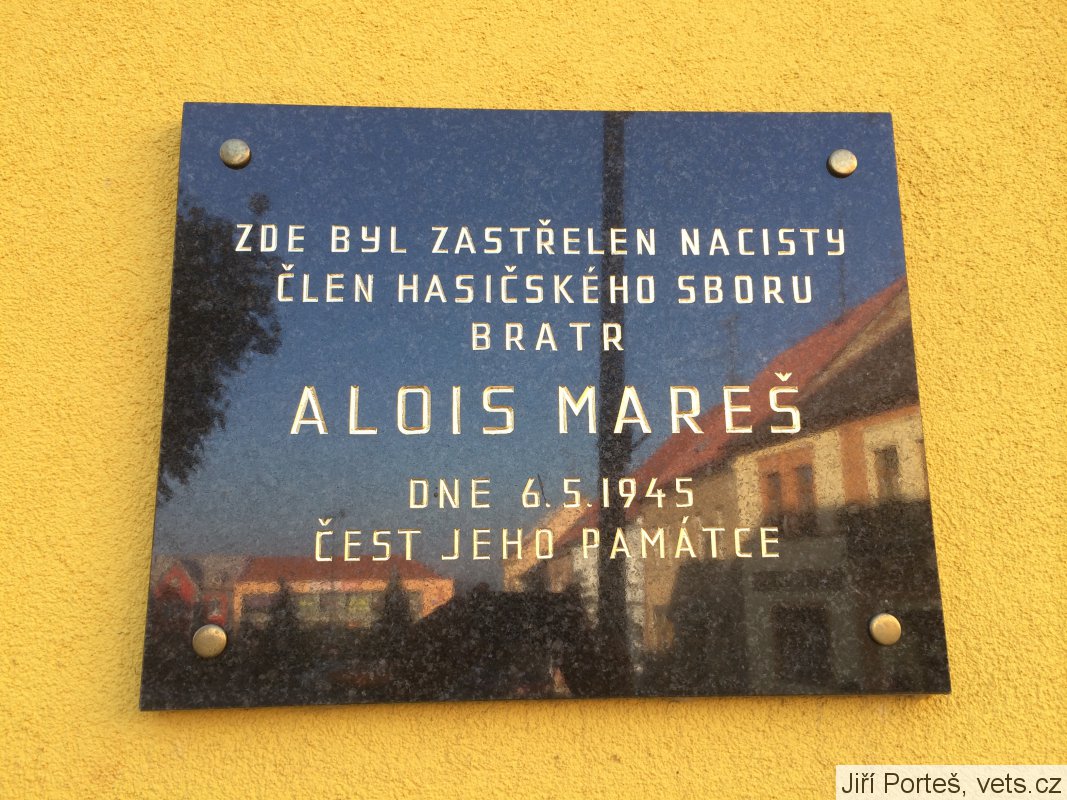 ZDE BYL ZASTŘELEN NACISTY
ČLEN HASIČSKÉHO SBORU
BRATR
ALOIS MAREŠ
DNE 6.5.1945
ČEST JEHO PAMÁTCE
Jiří Porteš, vets.cz